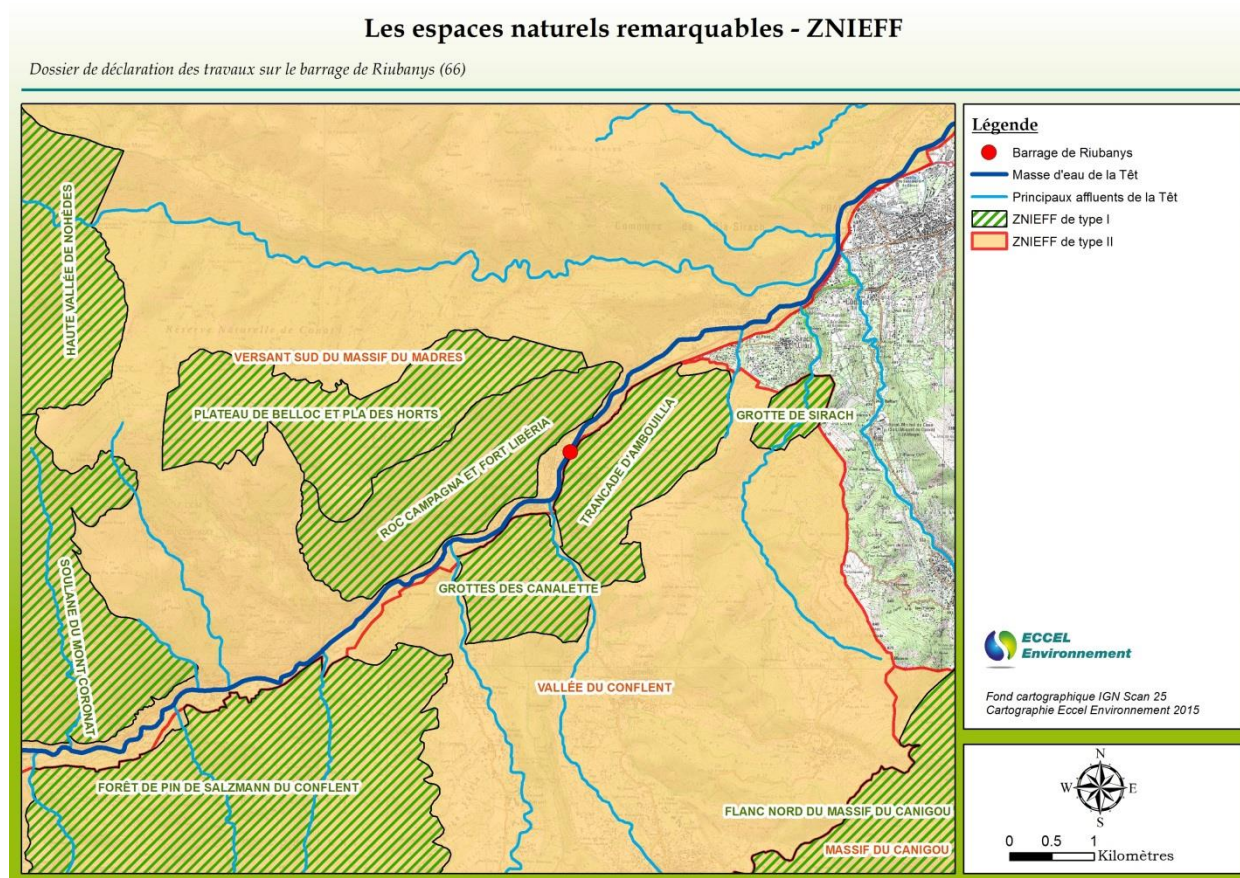 Les espaces naturels remarquables - ZNIEFF
Dossier de déclaration des travaux sur le barrage de Riubanys (66)
HAUTE VALLÉE DE NOHÈDES
VERSANT SUD DU MASSIF DU MADRES
PLATEAU DE BELLOC ET PLA DES HORTS
ROC CAMPAGNA ET FORT LIBÉRIA
TRANCADE D'AMBOUILLA
GROTTE DE SIRACH
GROTTES DES CANALETTE
SOULANE DU MONT CORONAT
VALLÉE DU CONFLENT
FORÊT DE PIN DE SALZMANN DU CONFLENT
FLANC NORD DU MASSIF DU CANIGOU
MASSIF DU CANIGOU
Légende
Barrage de Riubanys
Masse d'eau de la Têt
Principaux affluents de la Têt
ZNIEFF de type I
ZNIEFF de type II
ECCEL
Environnement
Fond cartographique IGN Scan 25
Cartographie Eccel Environnement 2015
N
W E
S
0 0.5 1
Kilomètres